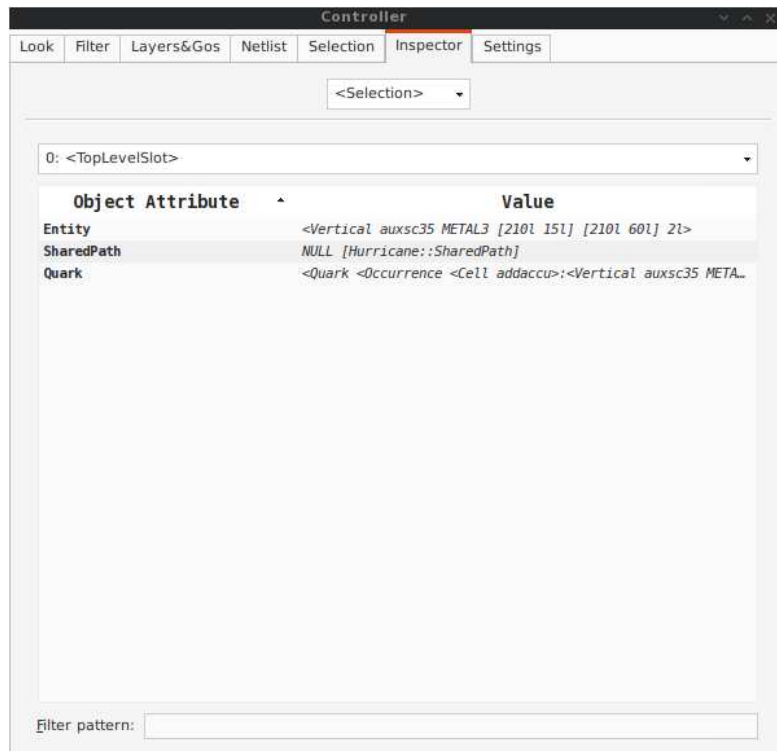 Controller
Look Filter Layers&Gos Netlist Selection Inspector Settings
<Selection>
0: <TopLevelSlot>
Object Attribute Value
Entity <Vertical auxsc35 METAL3 [210l 15l] [210l 60l] 2l>
SharedPath NULL [Hurricane::SharedPath]
Quark <Quark <Occurrence <Cell addaccu>:<Vertical auxsc35 META…
Filter pattern: